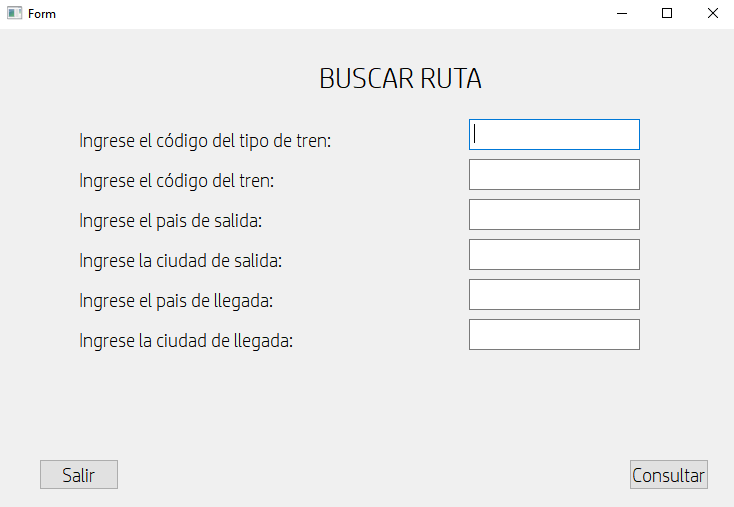 Form
BUSCAR RUTA
Ingrese el código del tipo de tren:
Ingrese el código del tren:
Ingrese el pais de salida:
Ingrese la ciudad de salida:
Ingrese el pais de llegada:
Ingrese la ciudad de llegada:
Salir
Consultar